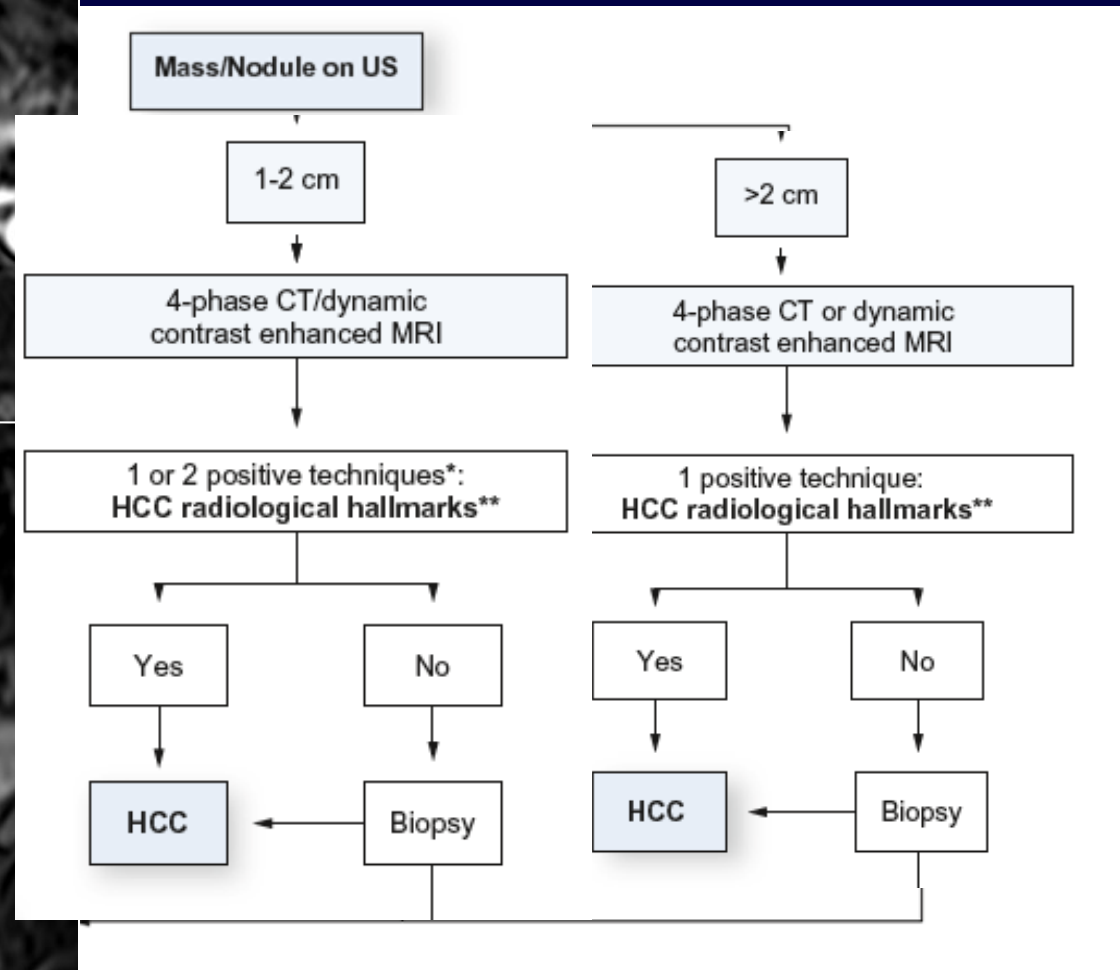 Mass/Nodule on US
1-2 cm
4-phase CT/dynamic
contrast enhanced MRI
1 or 2 positive techniques*:
HCC radiological hallmarks**
Yes
No
HCC
Biopsy
>2 cm
4-phase CT or dynamic
contrast enhanced MRI
1 positive technique:
HCC radiological hallmarks**
Yes
No
HCC
Biopsy